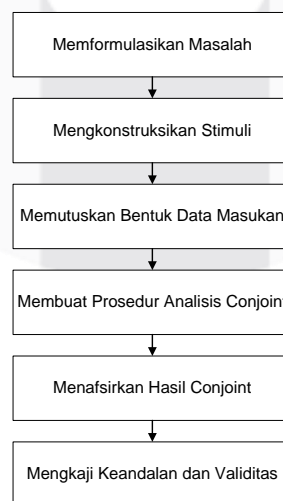 Memformulasikan Masalah
Mengkonstruksikan Stimuli
Memutuskan Bentuk Data Masukan
Membuat Prosedur Analisis Conjoint
Menafsirkan Hasil Conjoint
Mengkaji Keandalan dan Validitas